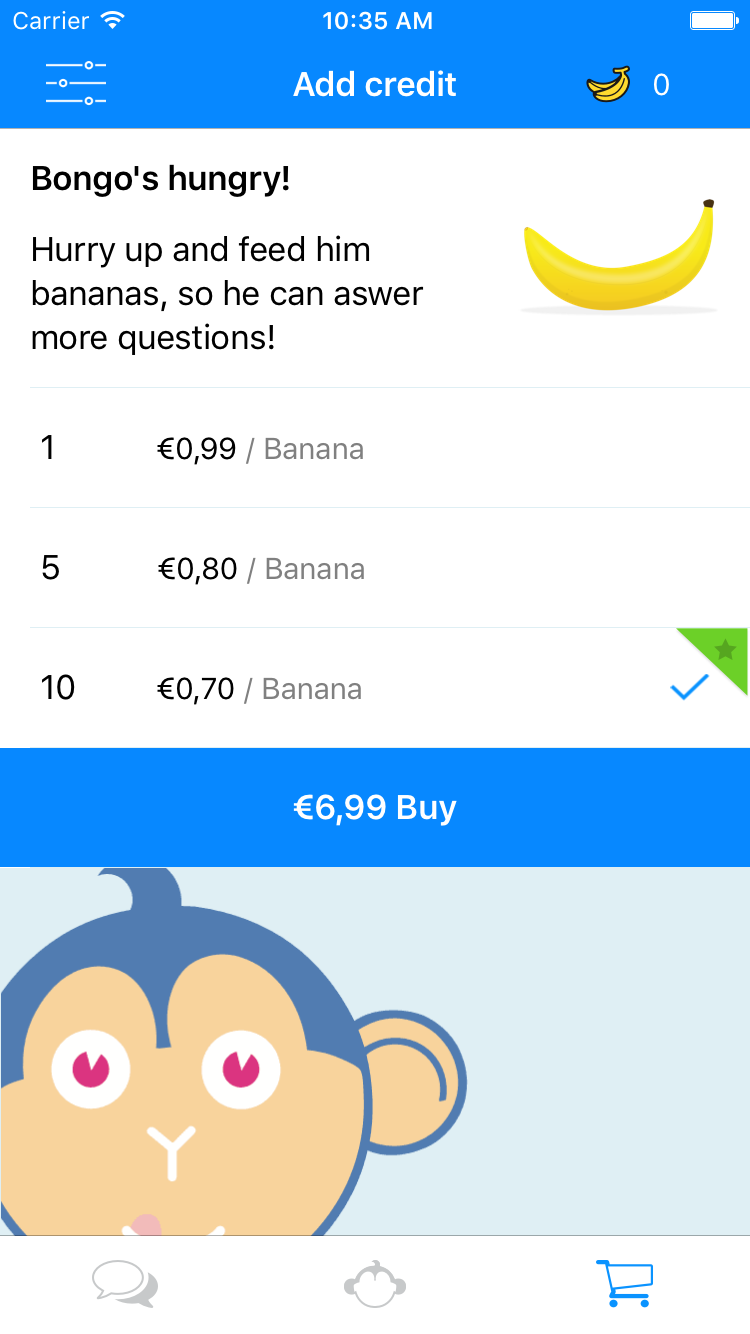 Carrier 10:35 AM
Add credit 0
Bongo's hungry!
Hurry up and feed him
bananas, so he can aswer
more questions!
1 €0,99 / Banana
5 €0,80 / Banana
10 €0,70 / Banana
€6,99 Buy